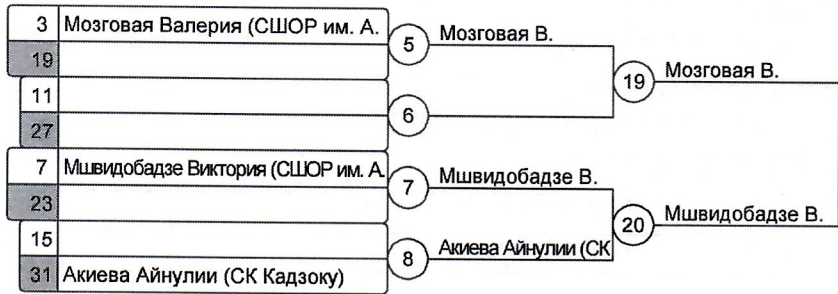 3 Мозговая Валерия (СШОР им. А.
5 Мозговая В.
19
19 Мозговая В.
11
6
27
7 Мшвидобадзе Виктория (СШОР им. А.
7 Мшвидобадзе В.
23
20 Мшвидобадзе В.
15
8 Акиева Айнулии (СК
31 Акиева Айнулии (СК Кадзоку)